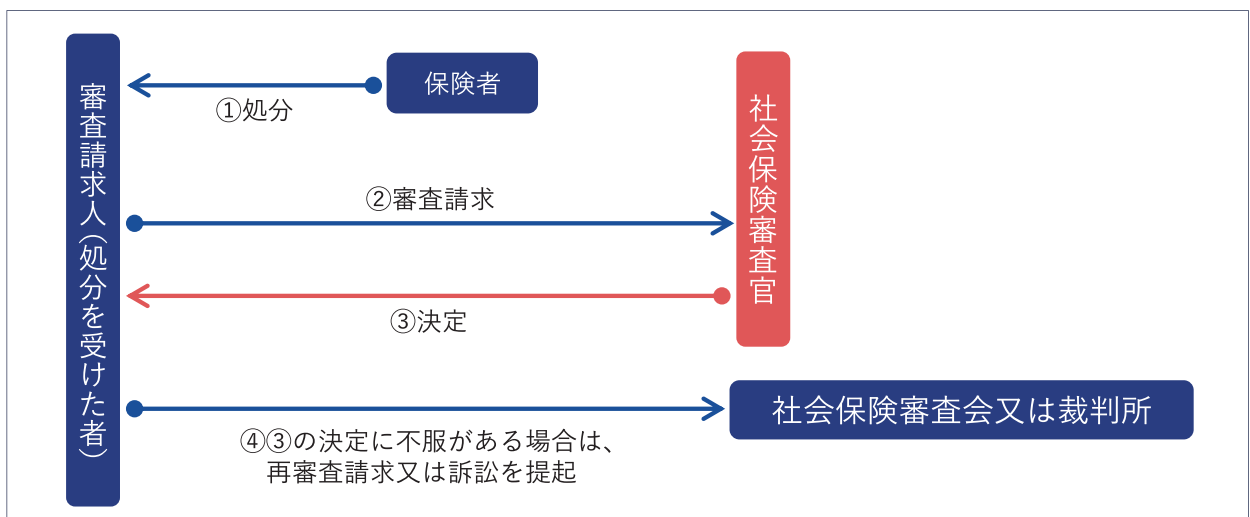 審査請求人(処分を受けた者)
保険者
①処分
②審査請求
社会保険審査官
③決定
社会保険審査会又は裁判所
④③の決定に不服がある場合は、
再審査請求又は訴訟を提起